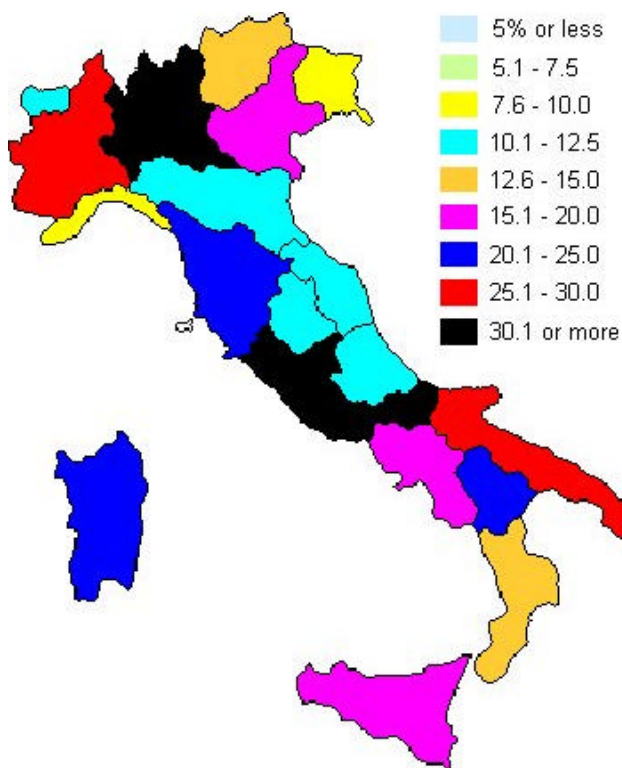 5% or less
5.1 - 7.5
7.6 - 10.0
10.1 - 12.5
12.6 - 15.0
15.1 - 20.0
20.1 - 25.0
25.1 - 30.0
30.1 or more